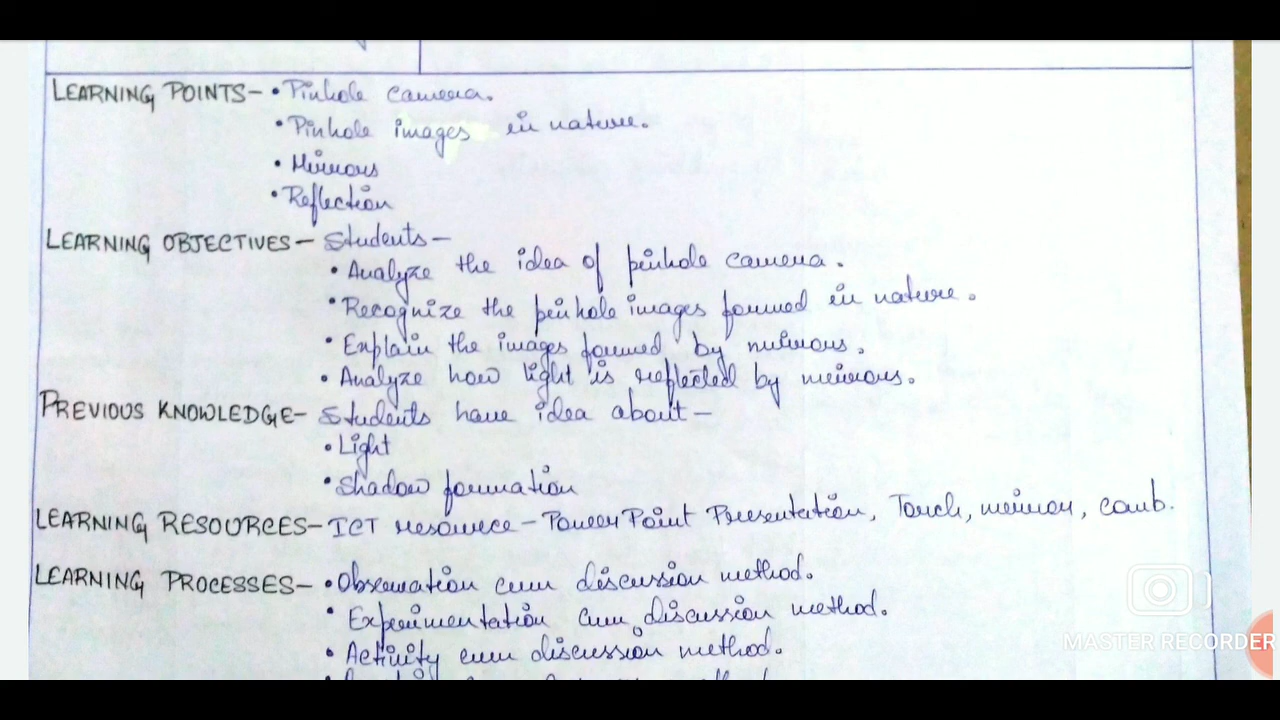 LEARNING POINTS- • Pinhole camera.
• Pinhole images in nature.
• Mirrors
• Reflection
LEARNING OBJECTIVES- Students-
• Analyze the idea of pinhole camera.
• Recognize the pinhole images formed in nature.
• Explain the images formed by mirrors.
• Analyze how light is reflected by mirrors.
PREVIOUS KNOWLEDGE- Students have idea about-
• Light
• Shadow formation
LEARNING RESOURCES- ICT resource - PowerPoint Presentation, Torch, mirror, comb.
LEARNING PROCESSES- • Observation cum discussion method.
• Experimentation cum discussion method.
• Activity cum discussion method.
MASTER RECORDER